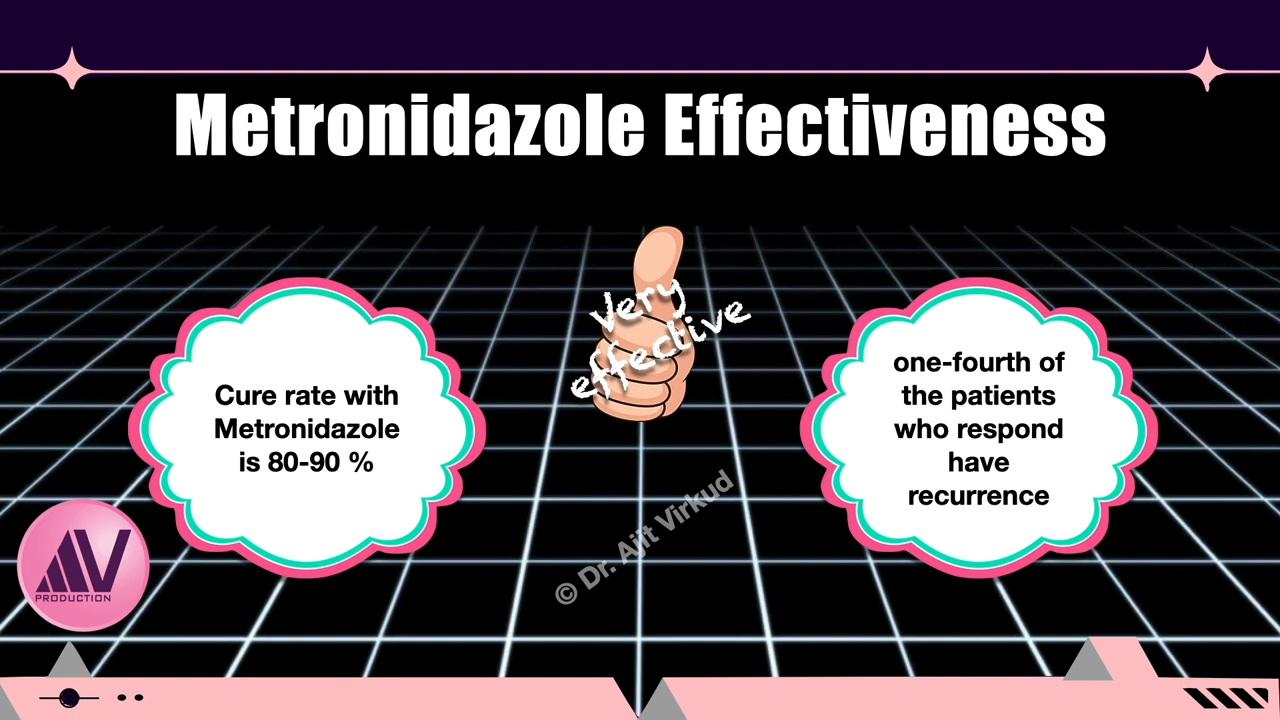 Metronidazole Effectiveness
Very
effective
Cure rate with
Metronidazole
is 80-90 %
one-fourth of
the patients
who respond
have
recurrence
© Dr. Ajit Virkud
AV
PRODUCTION